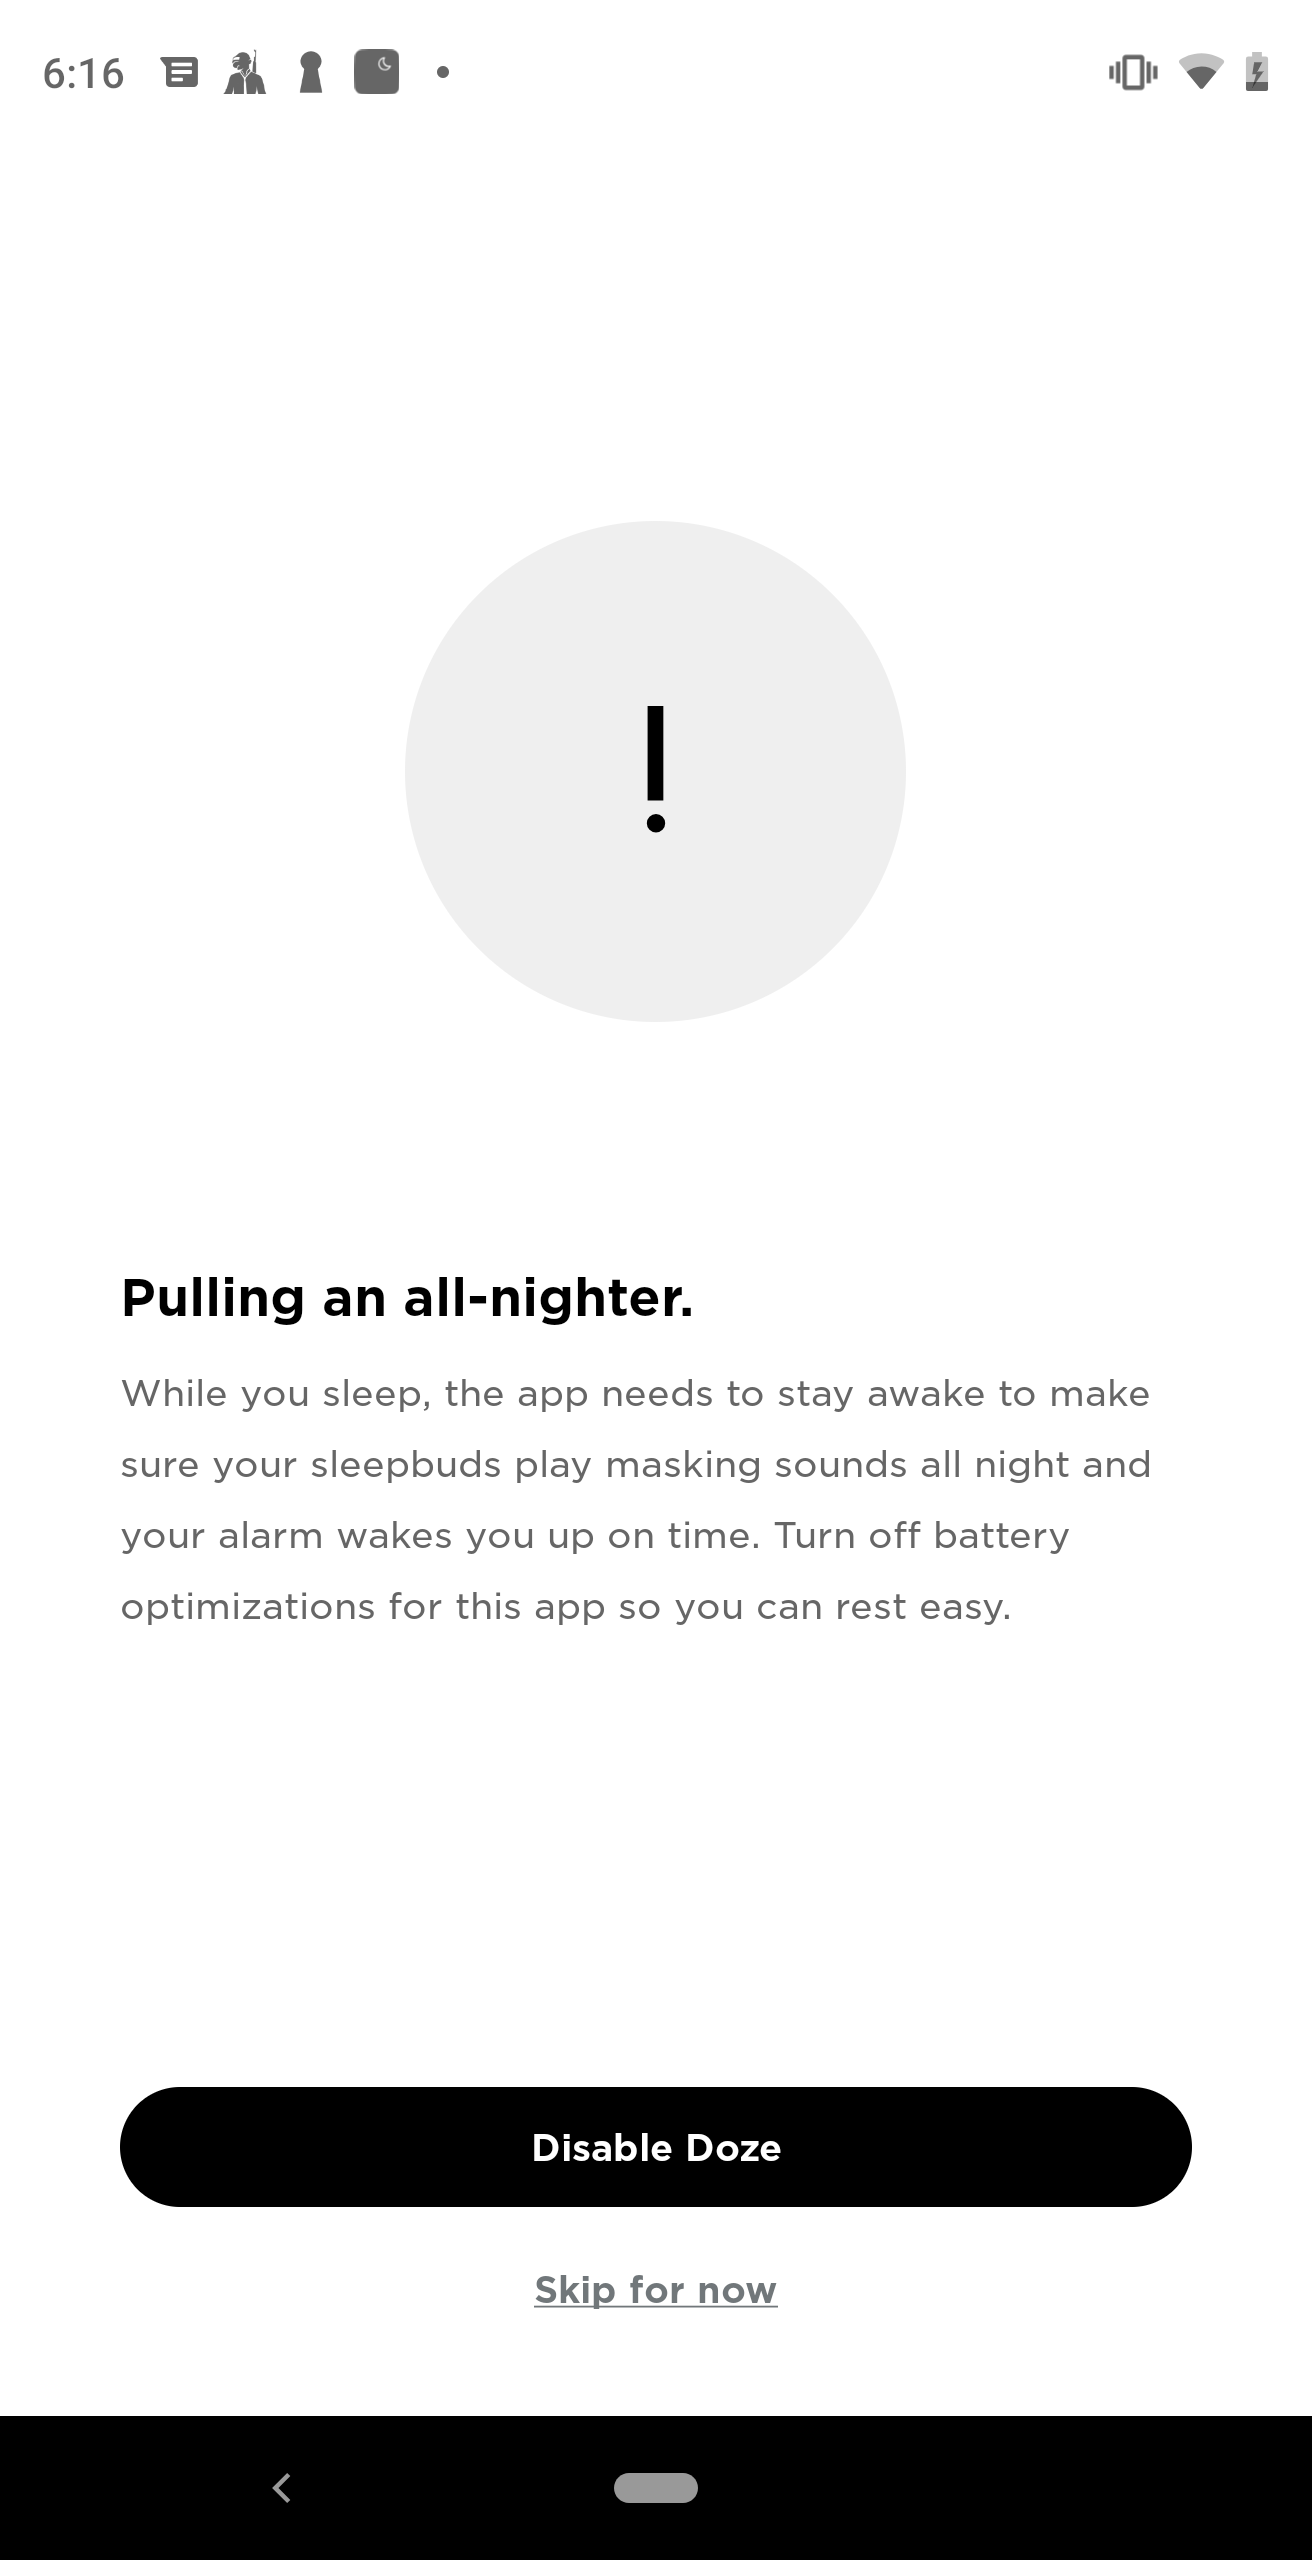 6:16
Pulling an all-nighter.
While you sleep, the app needs to stay awake to make
sure your sleepbuds play masking sounds all night and
your alarm wakes you up on time. Turn off battery
optimizations for this app so you can rest easy.
Disable Doze
Skip for now